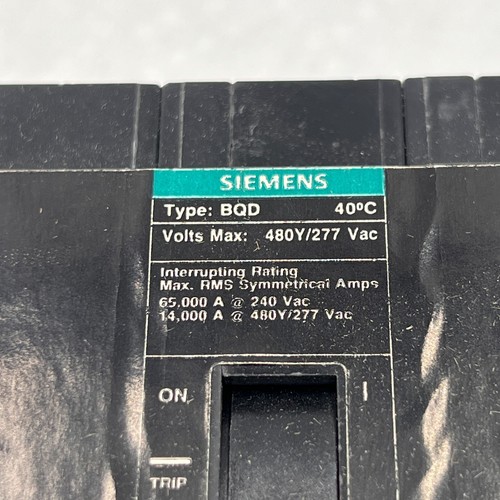 SIEMENS
Type: BQD 40ºC
Volts Max: 480Y/277 Vac
Interrupting Rating
Max. RMS Symmetrical Amps
65,000 A @ 240 Vac
14,000 A @ 480Y/277 Vac
ON I
TRIP